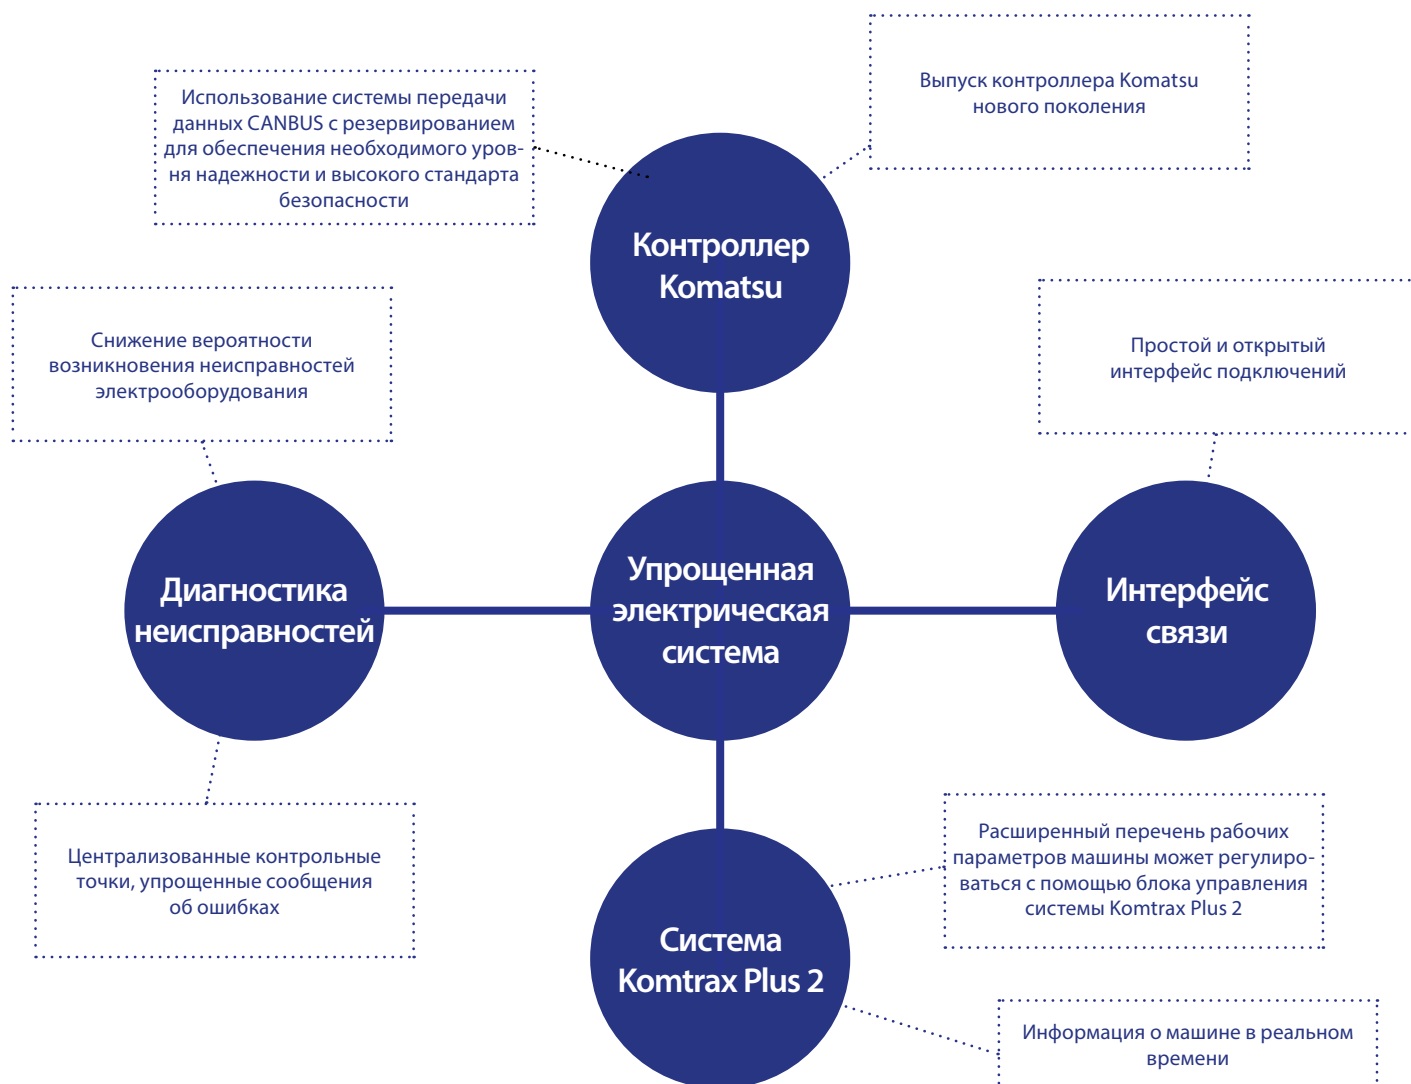 Выпуск контроллера Komatsu
нового поколения
Использование системы передачи
данных CANBUS с резервированием
для обеспечения необходимого уров-
ня надежности и высокого стандарта
безопасности
Контроллер
Komatsu
Снижение вероятности
возникновения неисправностей
электрооборудования
Простой и открытый
интерфейс подключений
Диагностика
неисправностей
Упрощенная
электрическая
система
Интерфейс
связи
Централизованные контрольные
точки, упрощенные сообщения
об ошибках
Расширенный перечень рабочих
параметров машины может регулиро-
ваться с помощью блока управления
системы Komtrax Plus 2
Система
Komtrax Plus 2
Информация о машине в реальном
времени